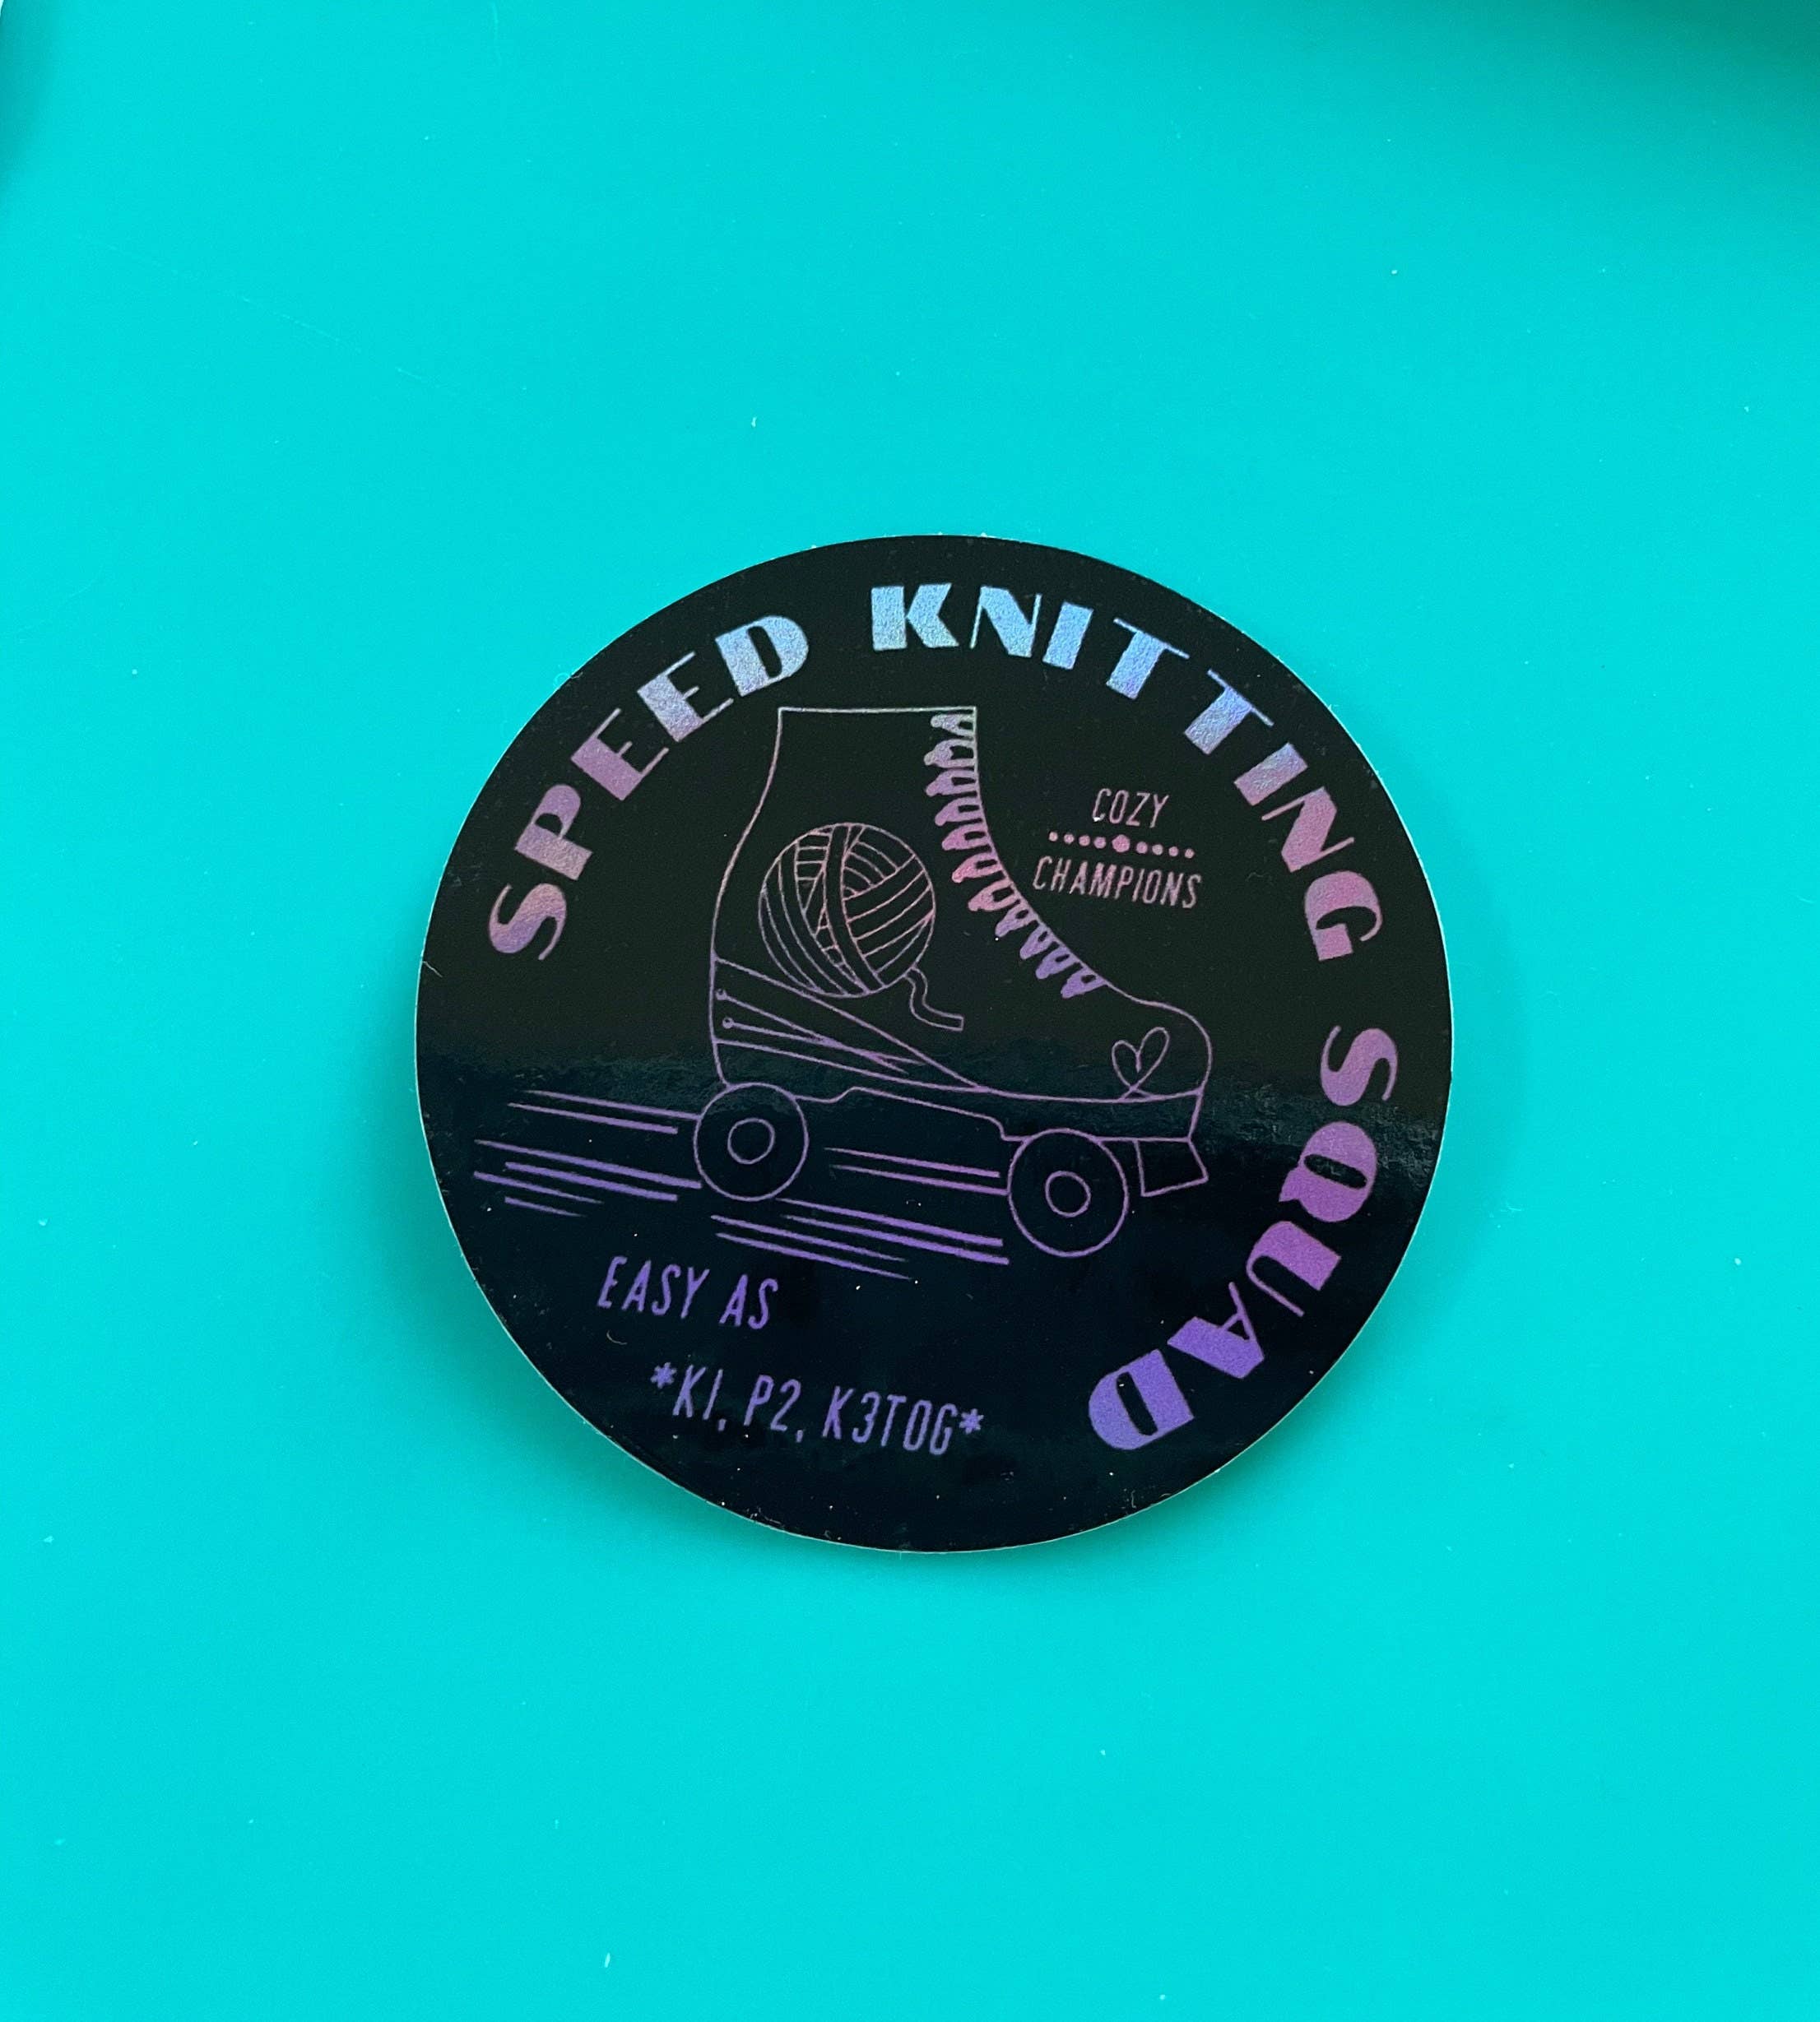 SPEED KNITTING SQUAD
COZY
CHAMPIONS
EASY AS
*K1, P2, K3TOG*